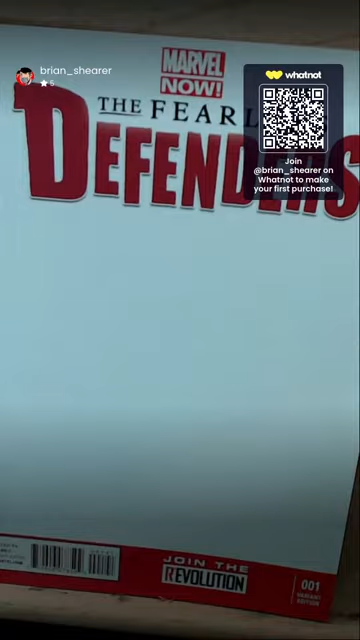 brian_shearer
★ 5
whatnot
Join
@brian_shearer on
Whatnot to make
your first purchase!
MARVEL
NOW!
THE FEARL
DEFENDERS
JOIN THE
REVOLUTION
001
VARIANT
EDITION